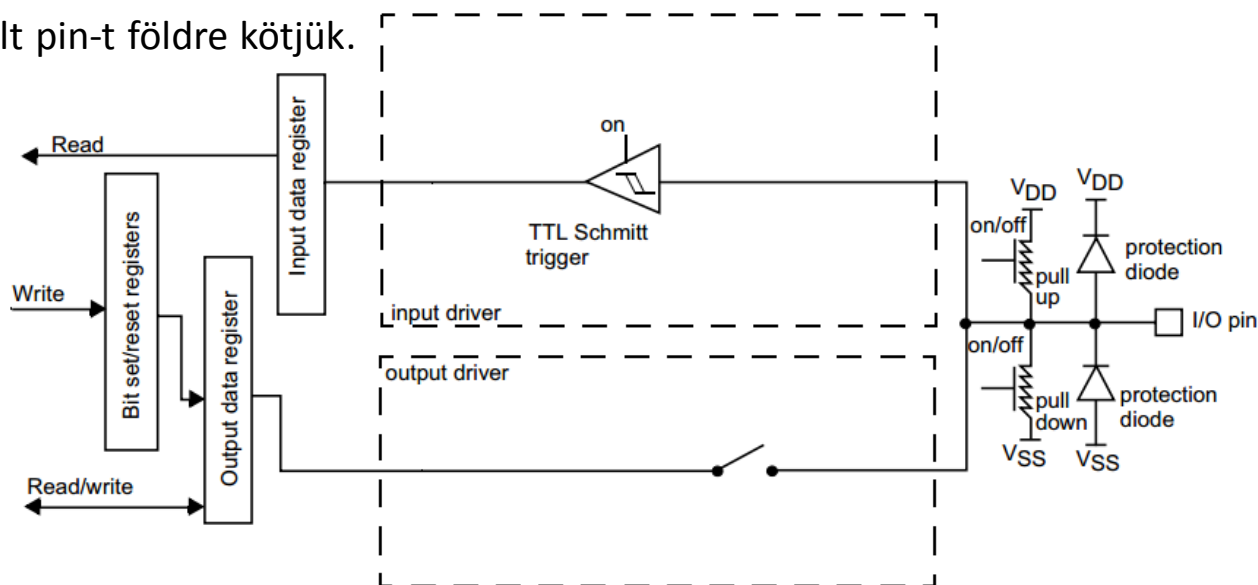 lt pin-t földre kötjük.
Read
Input data register
on
TTL Schmitt
trigger
input driver
Bit set/reset registers
Write
Output data register
Read/write
output driver
VDD
VDD
on/off
pull
up
protection
diode
I/O pin
on/off
pull
down
protection
diode
VSS
VSS